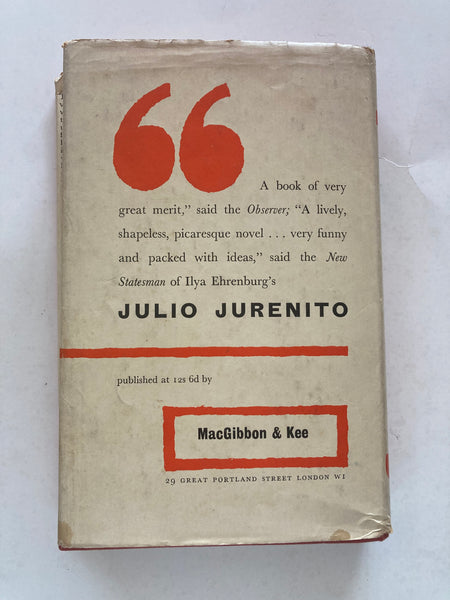 “
A book of very
great merit,” said the Observer; “A lively,
shapeless, picaresque novel . . . very funny
and packed with ideas,” said the New
Statesman of Ilya Ehrenburg's
JULIO JURENITO
published at 12s 6d by
MacGibbon & Kee
29 GREAT PORTLAND STREET LONDON W1